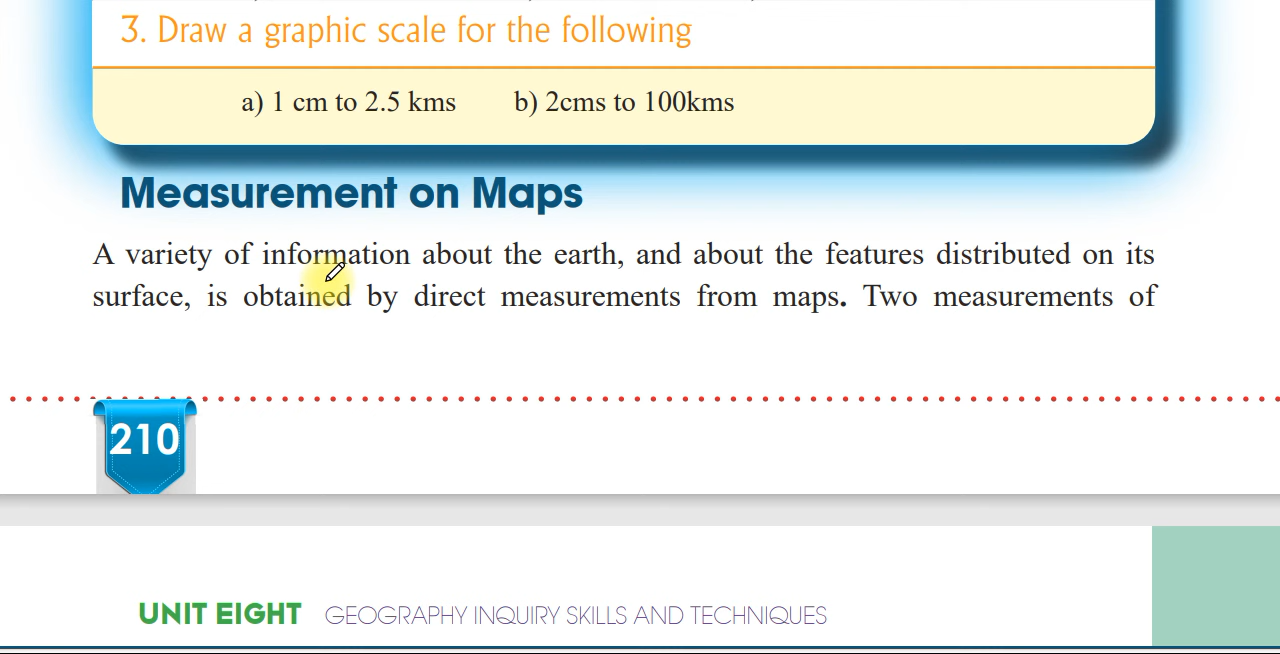 3. Draw a graphic scale for the following
a) 1 cm to 2.5 kms b) 2cms to 100kms
Measurement on Maps
A variety of information about the earth, and about the features distributed on its
surface, is obtained by direct measurements from maps. Two measurements of
210
UNIT EIGHT GEOGRAPHY INQUIRY SKILLS AND TECHNIQUES